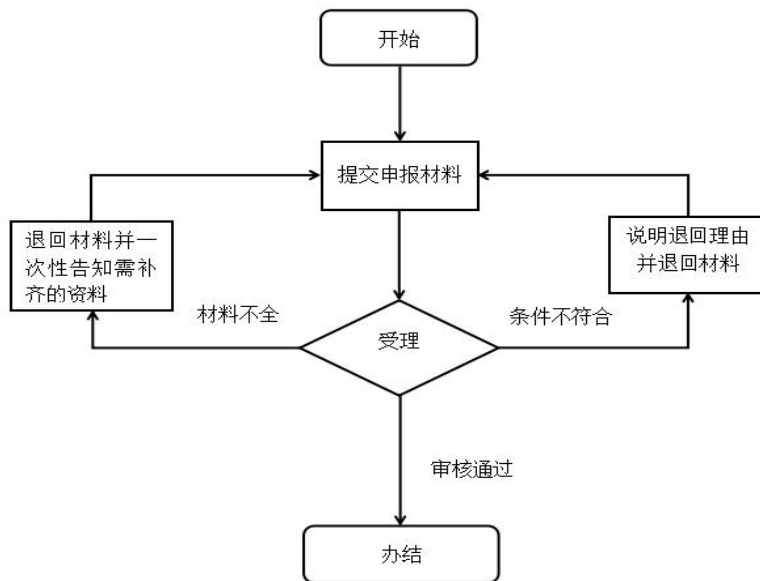 开始
提交申报材料
退回材料并一
次性告知需补
齐的资料
说明退回理由
并退回材料
材料不全
受理
条件不符合
审核通过
办结